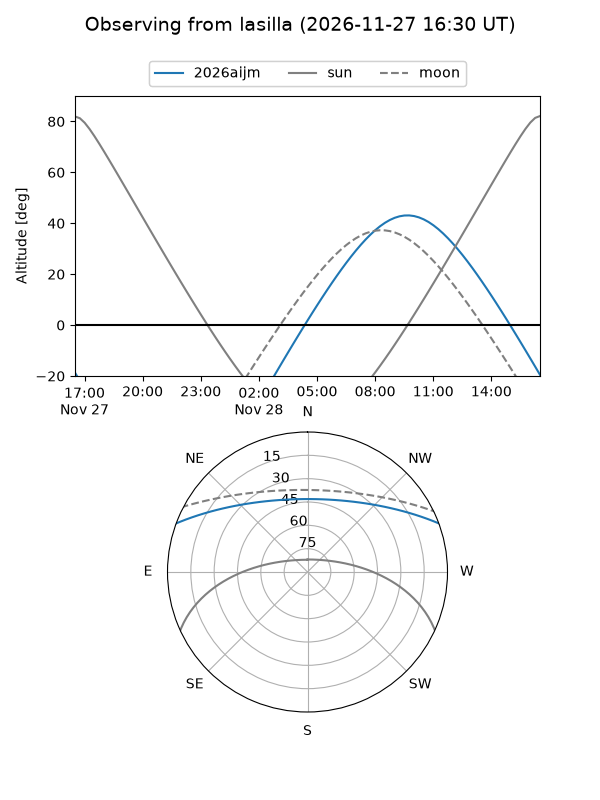 Observing from lasilla (2026-11-27 16:30 UT)
2026aijm sun moon
Altitude [deg]
80
60
40
20
0
−20
17:00 20:00 23:00 02:00 05:00 08:00 11:00 14:00
Nov 27 Nov 28
N
NE NW
15
30
45
60
75
E W
SE SW
S